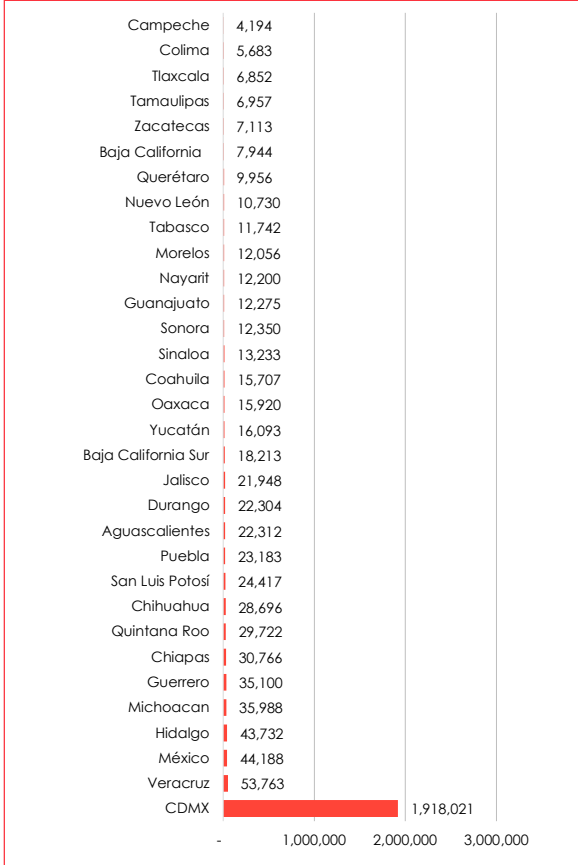 Campeche 4,194
Colima 5,683
Tlaxcala 6,852
Tamaulipas 6,957
Zacatecas 7,113
Baja California 7,944
Querétaro 9,956
Nuevo León 10,730
Tabasco 11,742
Morelos 12,056
Nayarit 12,200
Guanajuato 12,275
Sonora 12,350
Sinaloa 13,233
Coahuila 15,707
Oaxaca 15,920
Yucatán 16,093
Baja California Sur 18,213
Jalisco 21,948
Durango 22,304
Aguascalientes 22,312
Puebla 23,183
San Luis Potosí 24,417
Chihuahua 28,696
Quintana Roo 29,722
Chiapas 30,766
Guerrero 35,100
Michoacan 35,988
Hidalgo 43,732
México 44,188
Veracruz 53,763
CDMX 1,918,021
- 1,000,000 2,000,000 3,000,000